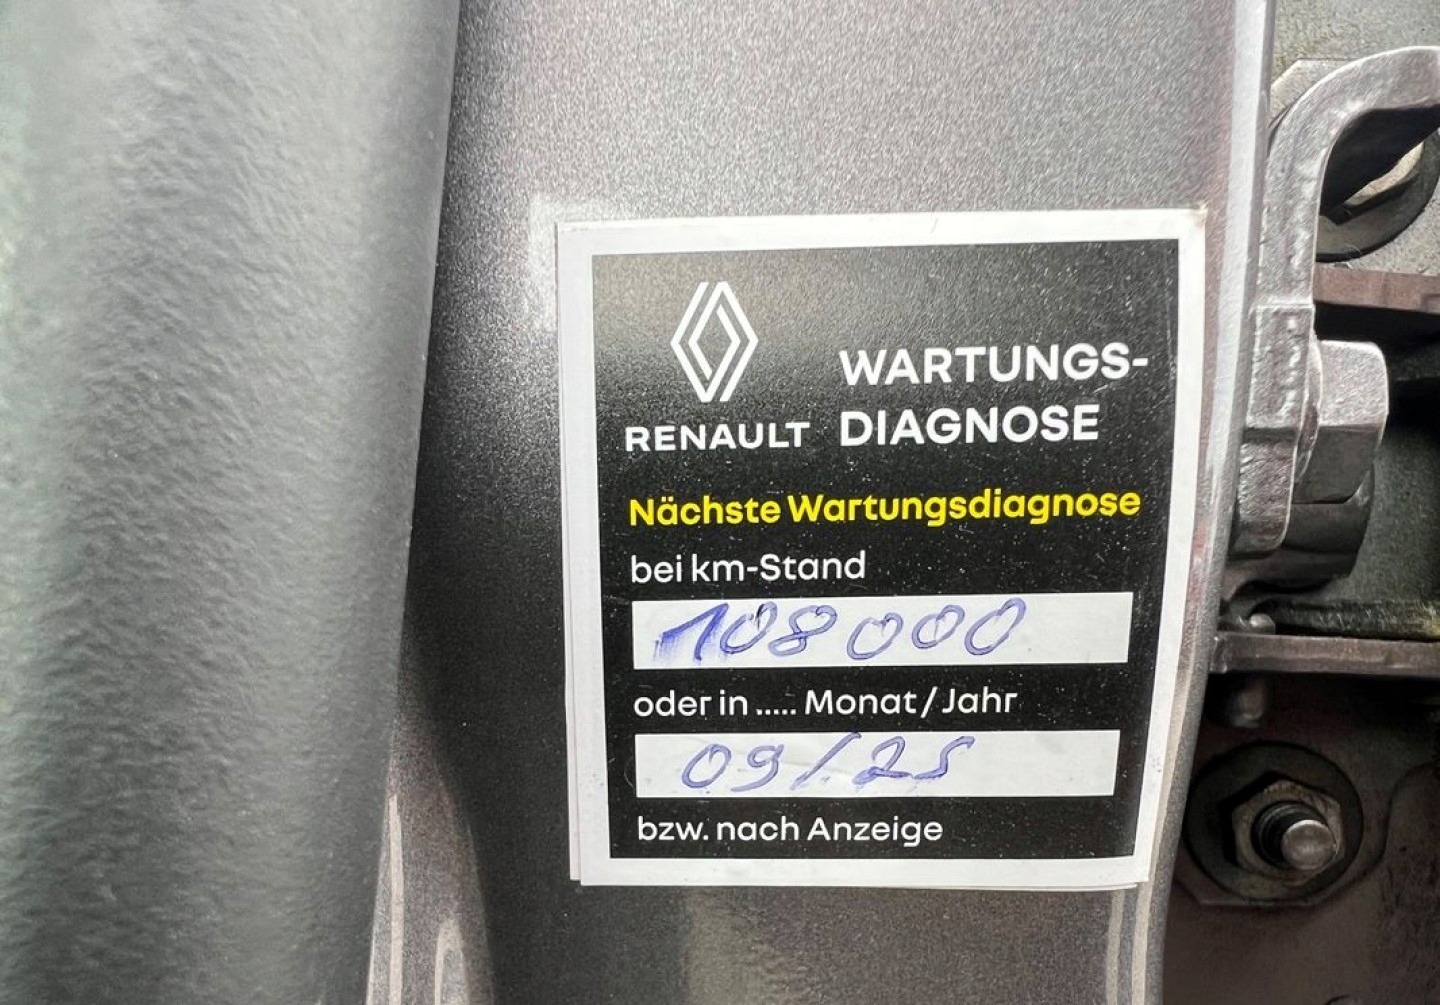 RENAULT
WARTUNGS-
DIAGNOSE
Nächste Wartungsdiagnose
bei km-Stand
108000
oder in ..... Monat/Jahr
09/25
bzw. nach Anzeige